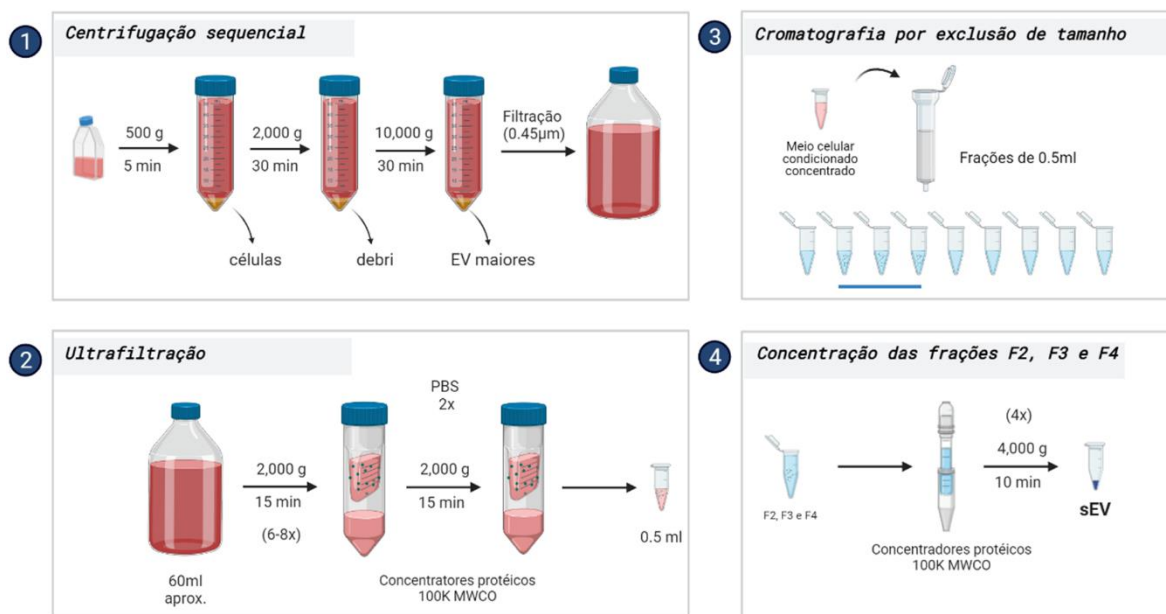 1
Centrifugação sequencial
500 g
5 min
2,000 g
30 min
10,000 g
30 min
Filtração
(0.45µm)
células
debri
EV maiores
2
Ultrafiltração
60ml
aprox.
2,000 g
15 min
(6-8x)
PBS
2x
2,000 g
15 min
Concentratores protéicos
100K MWCO
0.5 ml
3
Cromatografia por exclusão de tamanho
Meio celular
condicionado
concentrado
Frações de 0.5ml
4
Concentração das frações F2, F3 e F4
F2, F3 e F4
Concentradores protéicos
100K MWCO
(4x)
4,000 g
10 min
sEV